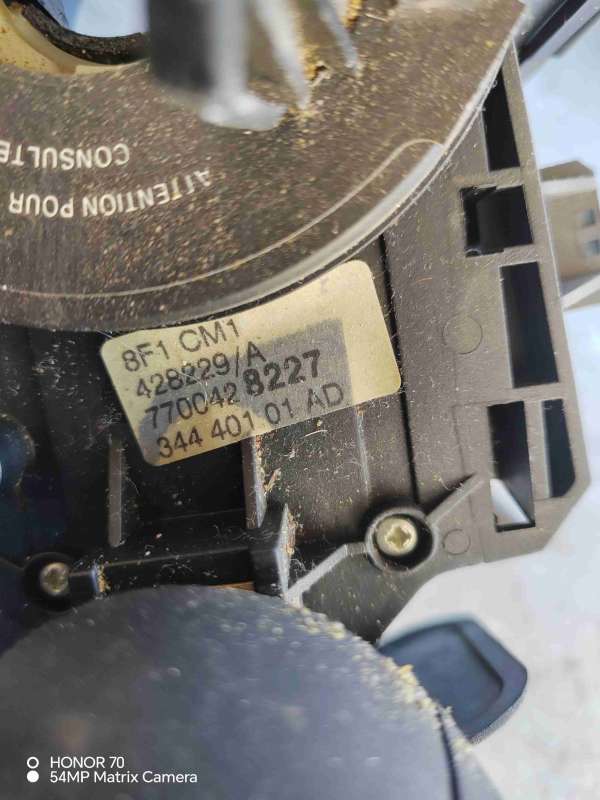 CONSULTE
ATTENTION POUR
8F1 CM1
428229/A
7700428227
344 401 01 AD
HONOR 70
54MP Matrix Camera